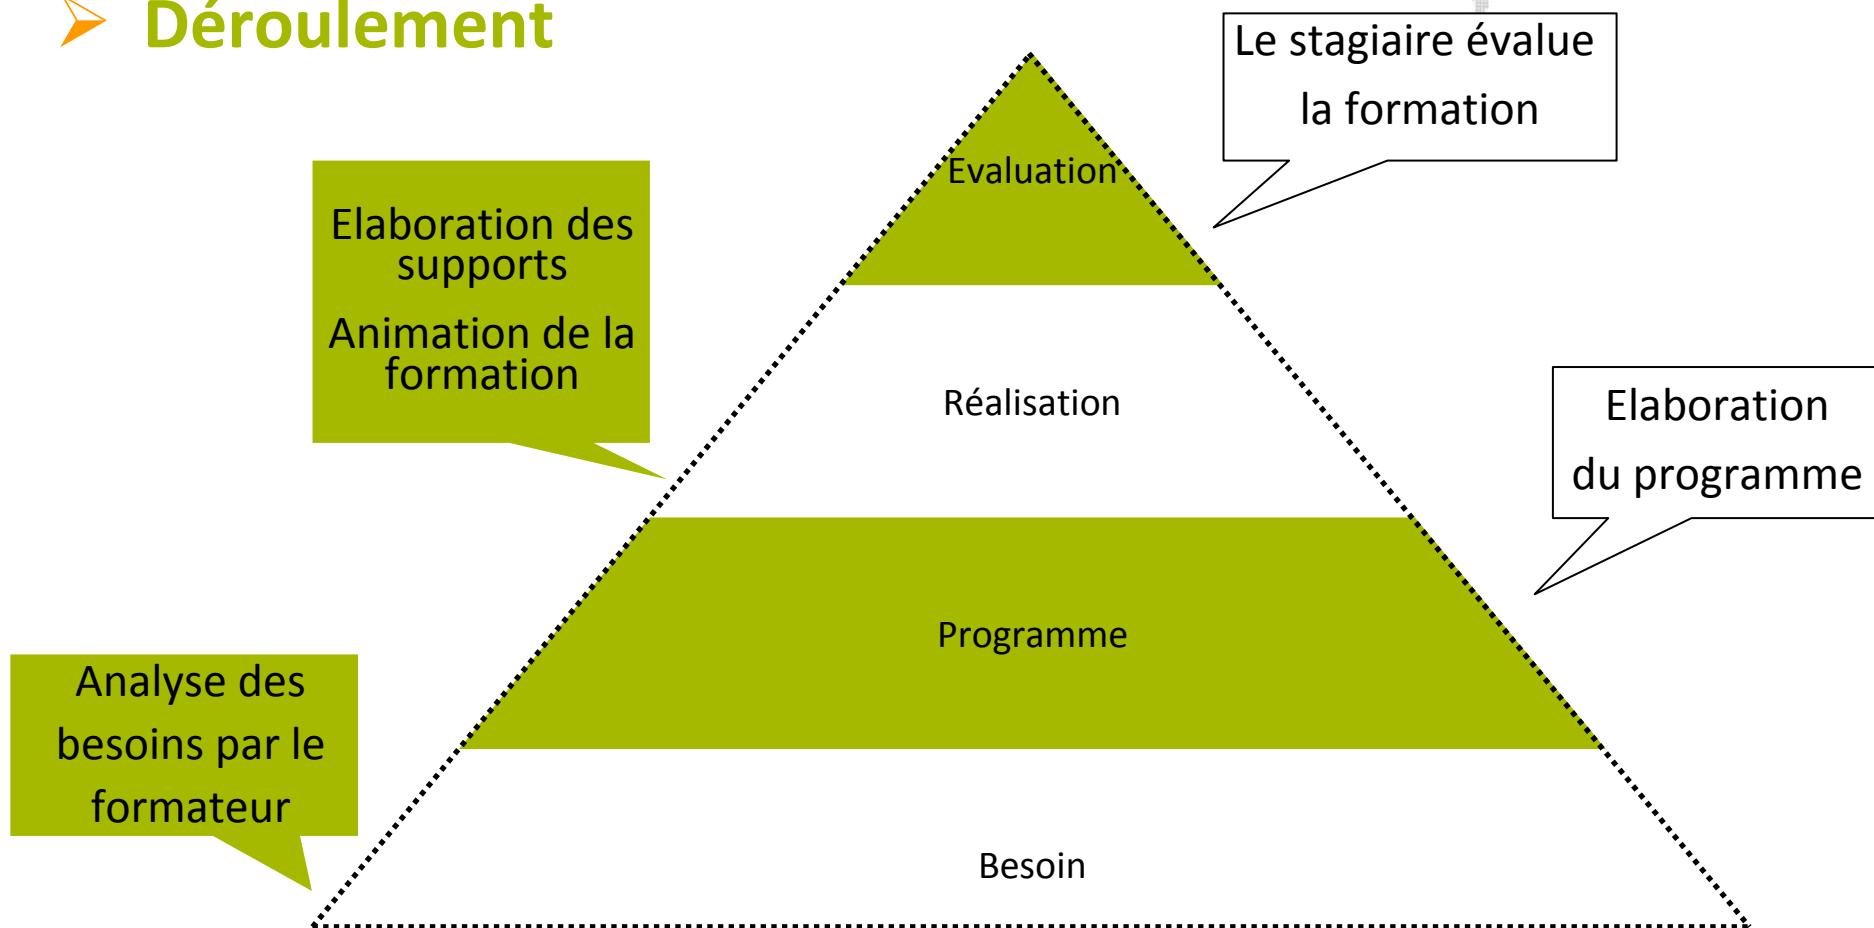 Déroulement
Le stagiaire évalue
la formation
Evaluation
Elaboration des
supports
Animation de la
formation
Réalisation
Elaboration
du programme
Programme
Analyse des
besoins par le
formateur
Besoin